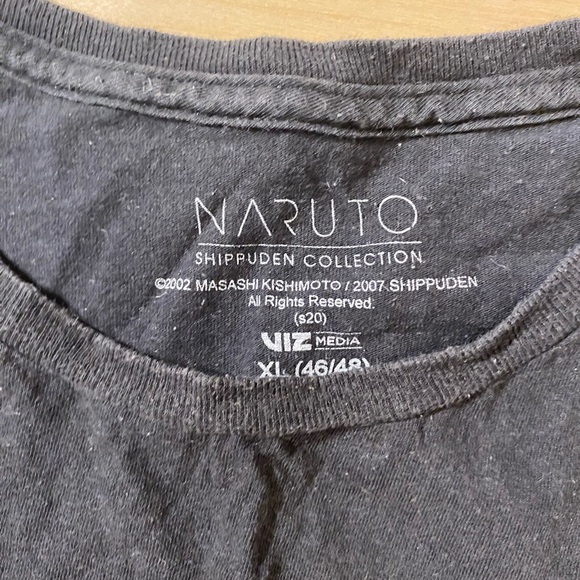 NARUTO
SHIPPUDEN COLLECTION
©2002 MASASHI KISHIMOTO / 2007 SHIPPUDEN
All Rights Reserved.
(s20)
VIZ MEDIA
XL (46/48)